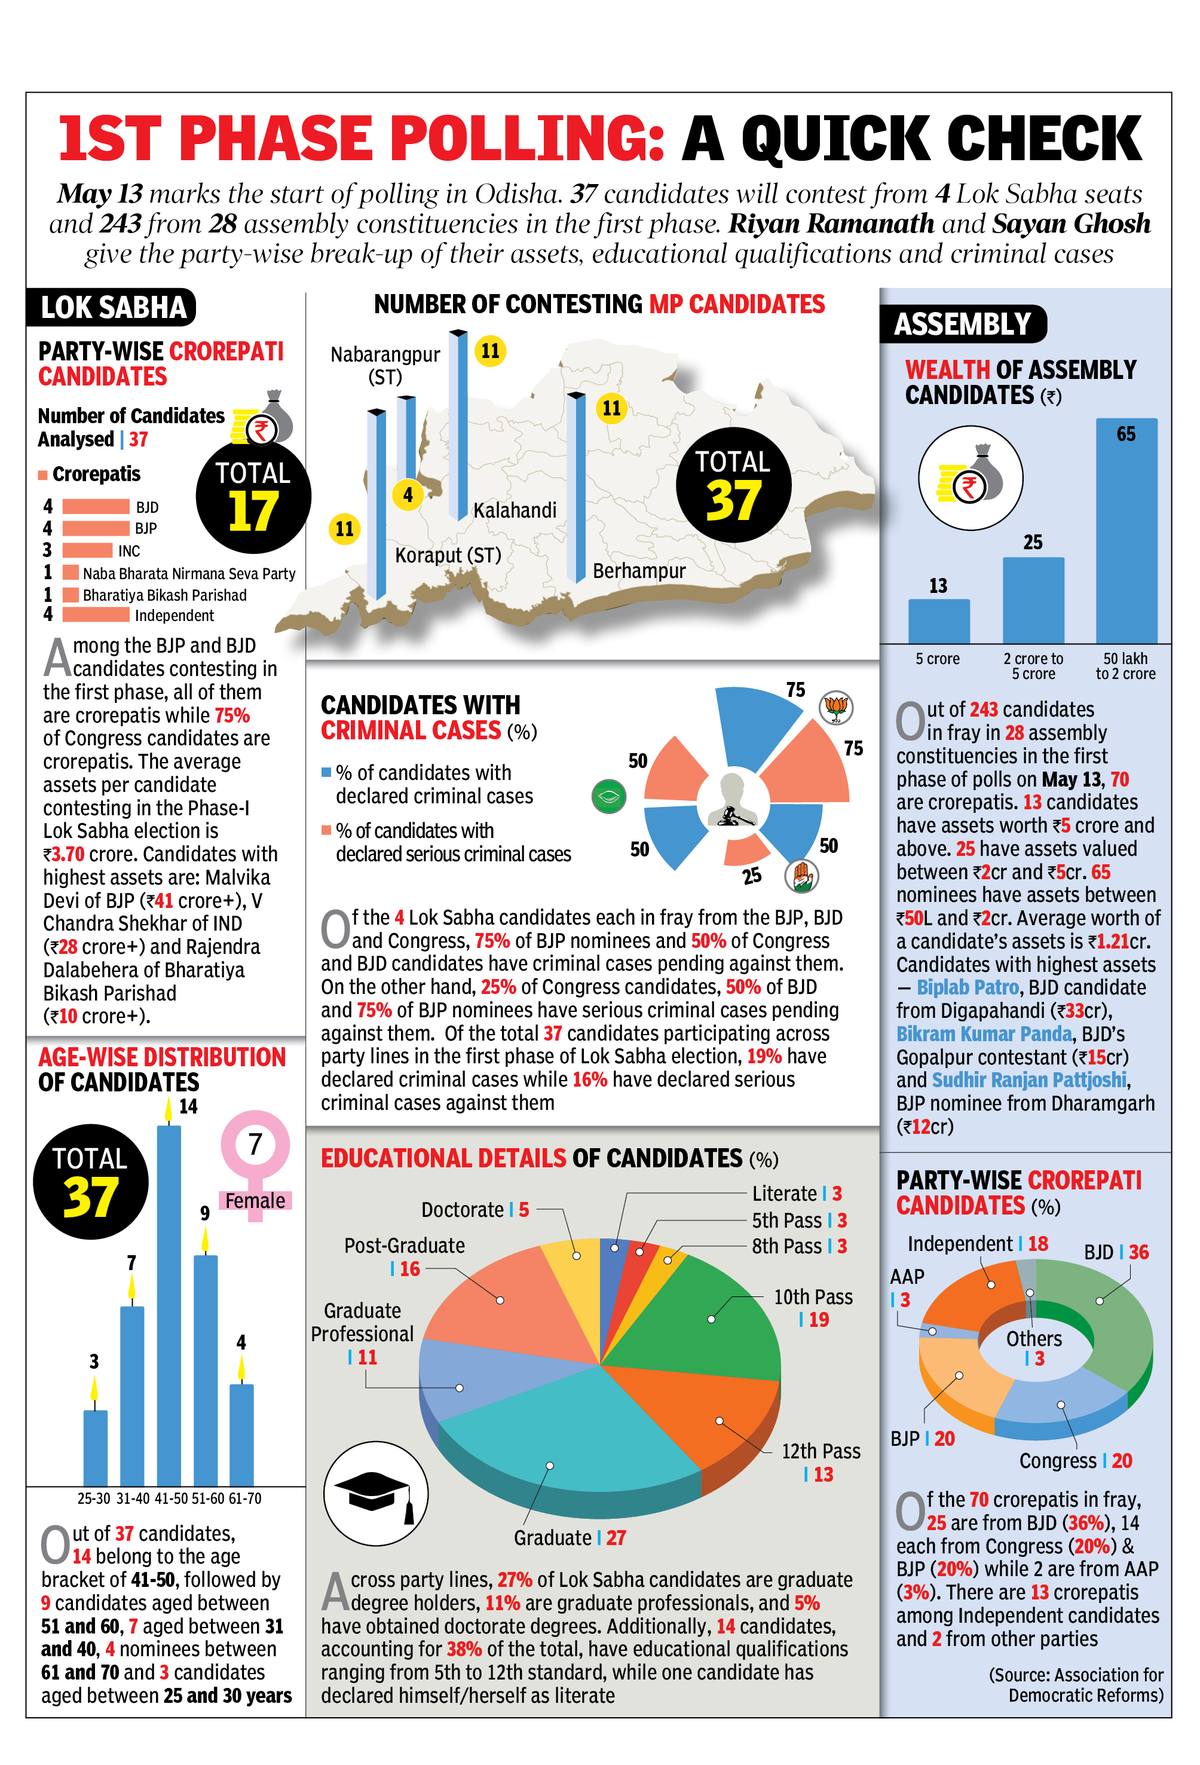 1ST PHASE POLLING: A QUICK CHECK
May 13 marks the start of polling in Odisha. 37 candidates will contest from 4 Lok Sabha seats
and 243 from 28 assembly constituencies in the first phase. Riyan Ramanath and Sayan Ghosh
give the party-wise break-up of their assets, educational qualifications and criminal cases
LOK SABHA
PARTY-WISE CROREPATI
CANDIDATES
Number of Candidates
Analysed | 37
₹
TOTAL
17
Crorepatis
4 BJD
4 BJP
3 INC
1 Naba Bharata Nirmana Seva Party
1 Bharatiya Bikash Parishad
4 Independent
Among the BJP and BJD
candidates contesting in
the first phase, all of them
are crorepatis while 75%
of Congress candidates are
crorepatis. The average
assets per candidate
contesting in the Phase-I
Lok Sabha election is
₹3.70 crore. Candidates with
highest assets are: Malvika
Devi of BJP (₹41 crore+), V
Chandra Shekhar of IND
(₹28 crore+) and Rajendra
Dalabehera of Bharatiya
Bikash Parishad
(₹10 crore+).
AGE-WISE DISTRIBUTION
OF CANDIDATES
TOTAL
37
7
Female
3
7
14
9
4
25-30 31-40 41-50 51-60 61-70
Out of 37 candidates,
14 belong to the age
bracket of 41-50, followed by
9 candidates aged between
51 and 60, 7 aged between 31
and 40, 4 nominees between
61 and 70 and 3 candidates
aged between 25 and 30 years
NUMBER OF CONTESTING MP CANDIDATES
Nabarangpur
(ST)
11
11
4
11
Kalahandi
Koraput (ST)
Berhampur
TOTAL
37
CANDIDATES WITH
CRIMINAL CASES (%)
% of candidates with
declared criminal cases
% of candidates with
declared serious criminal cases
75
75
50
50
50
25
Of the 4 Lok Sabha candidates each in fray from the BJP, BJD
and Congress, 75% of BJP nominees and 50% of Congress
and BJD candidates have criminal cases pending against them.
On the other hand, 25% of Congress candidates, 50% of BJD
and 75% of BJP nominees have serious criminal cases pending
against them. Of the total 37 candidates participating across
party lines in the first phase of Lok Sabha election, 19% have
declared criminal cases while 16% have declared serious
criminal cases against them
EDUCATIONAL DETAILS OF CANDIDATES (%)
Literate | 3
5th Pass | 3
8th Pass | 3
10th Pass
| 19
12th Pass
| 13
Graduate | 27
Graduate
Professional
| 11
Post-Graduate
| 16
Doctorate | 5
Across party lines, 27% of Lok Sabha candidates are graduate
degree holders, 11% are graduate professionals, and 5%
have obtained doctorate degrees. Additionally, 14 candidates,
accounting for 38% of the total, have educational qualifications
ranging from 5th to 12th standard, while one candidate has
declared himself/herself as literate
ASSEMBLY
WEALTH OF ASSEMBLY
CANDIDATES (₹)
₹
13
25
65
5 crore
2 crore to
5 crore
50 lakh
to 2 crore
Out of 243 candidates
in fray in 28 assembly
constituencies in the first
phase of polls on May 13, 70
are crorepatis. 13 candidates
have assets worth ₹5 crore and
above. 25 have assets valued
between ₹2cr and ₹5cr. 65
nominees have assets between
₹50L and ₹2cr. Average worth of
a candidate's assets is ₹1.21cr.
Candidates with highest assets
— Biplab Patro, BJD candidate
from Digapahandi (₹33cr),
Bikram Kumar Panda, BJD's
Gopalpur contestant (₹15cr)
and Sudhir Ranjan Pattjoshi,
BJP nominee from Dharamgarh
(₹12cr)
PARTY-WISE CROREPATI
CANDIDATES (%)
Independent | 18
BJD | 36
AAP
| 3
Others
| 3
BJP | 20
Congress | 20
Of the 70 crorepatis in fray,
25 are from BJD (36%), 14
each from Congress (20%) &
BJP (20%) while 2 are from AAP
(3%). There are 13 crorepatis
among Independent candidates
and 2 from other parties
(Source: Association for
Democratic Reforms)